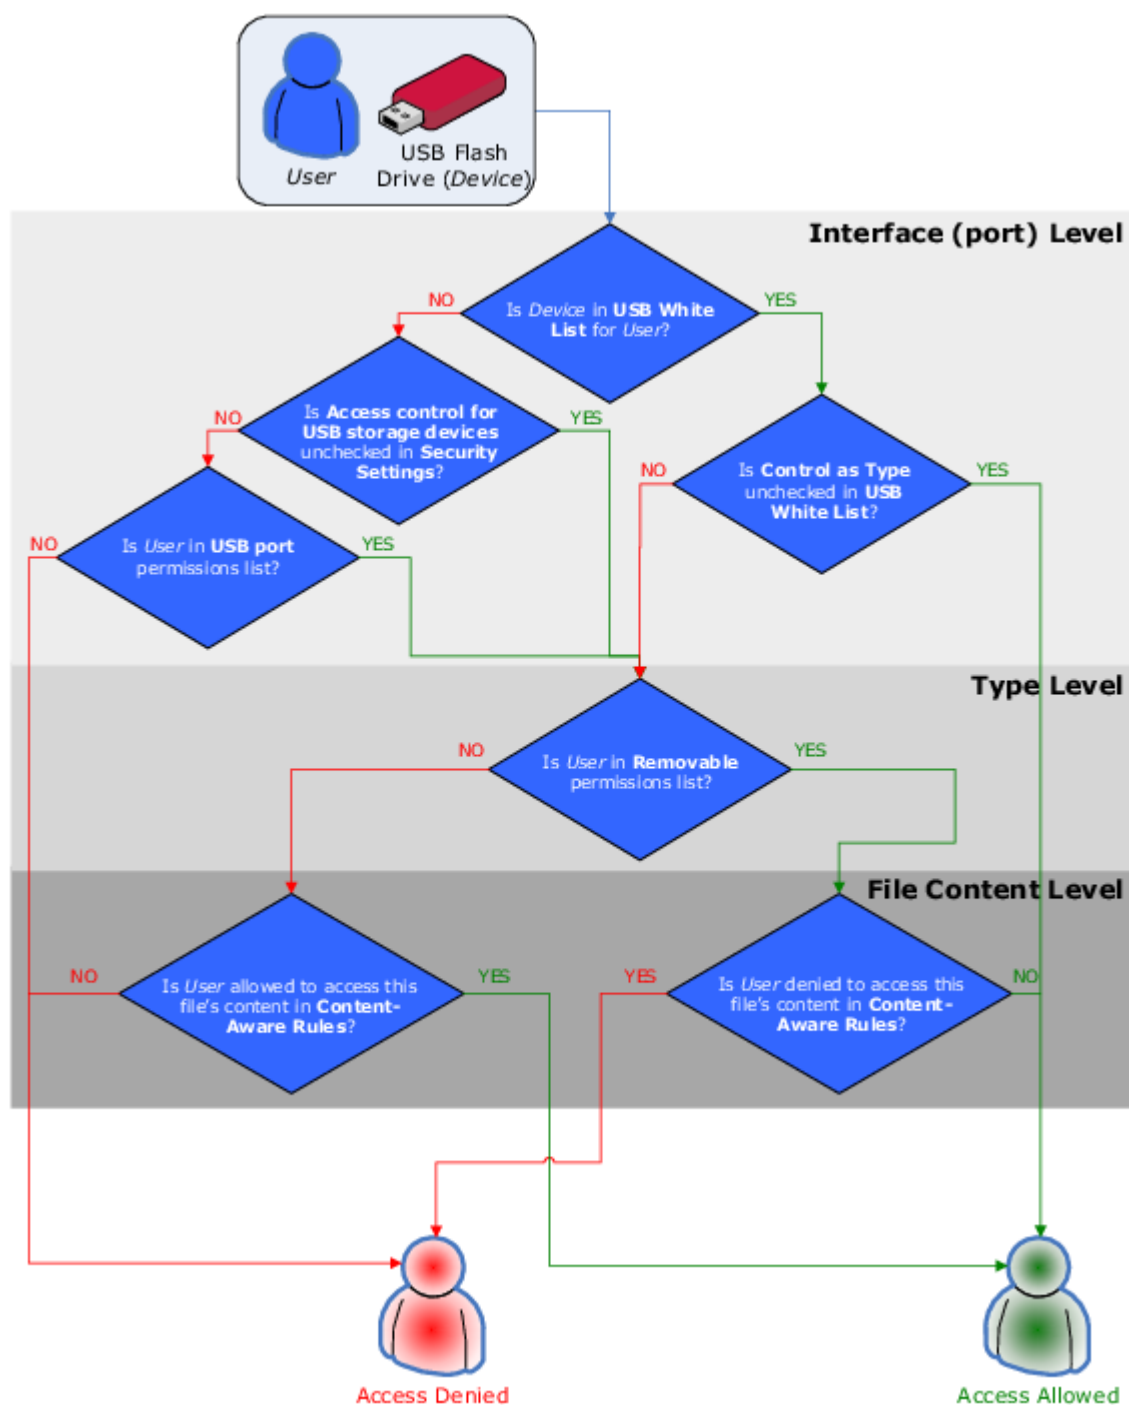 User
USB Flash
Drive (Device)
Interface (port) Level
NO
YES
Is Device in USB White
List for User?
NO
YES
Is Access control for
USB storage devices
unchecked in Security
Settings?
NO
YES
Is Control as Type
unchecked in USB
White List?
NO
YES
Is User in USB port
permissions list?
Type Level
NO
YES
Is User in Removable
permissions list?
File Content Level
NO
YES
Is User allowed to access this
file's content in Content-
Aware Rules?
YES
NO
Is User denied to access this
file's content in Content-
Aware Rules?
Access Denied
Access Allowed